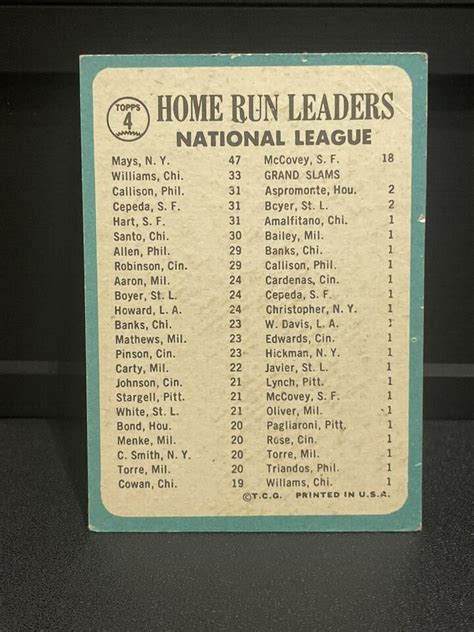 TOPPS
4
HOME RUN LEADERS
NATIONAL LEAGUE
Mays, N. Y. 47
Williams, Chi. 33
Callison, Phil. 31
Cepeda, S. F. 31
Hart, S. F. 31
Santo, Chi. 30
Allen, Phil. 29
Robinson, Cin. 29
Aaron, Mil. 24
Boyer, St. L. 24
Howard, L. A 24
Banks, Chi. 23
Mathews, Mil. 23
Pinson, Cin. 23
Carty, Mil. 22
Johnson, Cin. 21
Stargell, Pitt. 21
White, St. L. 21
Bond, Hou. 20
Menke, Mil. 20
C. Smith, N. Y. 20
Torre, Mil. 20
Cowan, Chi. 19
McCovey, S. F. 18
GRAND SLAMS
Aspromonte, Hou. 2
Bcyer, St. L. 2
Amalfitano, Chi. 1
Bailey, Mil. 1
Banks, Chi. 1
Callison, Phil. 1
Cardenas, Cin. 1
Cepeda, S. F. 1
Christopher, N. Y. 1
W. Davis, L. A. 1
Edwards, Cin. 1
Hickman, N. Y. 1
Javier, St. L. 1
Lynch, Pitt. 1
McCovey, S. F. 1
Oliver, Mil. 1
Pagliaroni, Pitt. 1
Rose, Cin. 1
Torre, Mil. 1
Triandos, Phil. 1
Willams, Chi. 1
©T.C.G. PRINTED IN U.S.A.